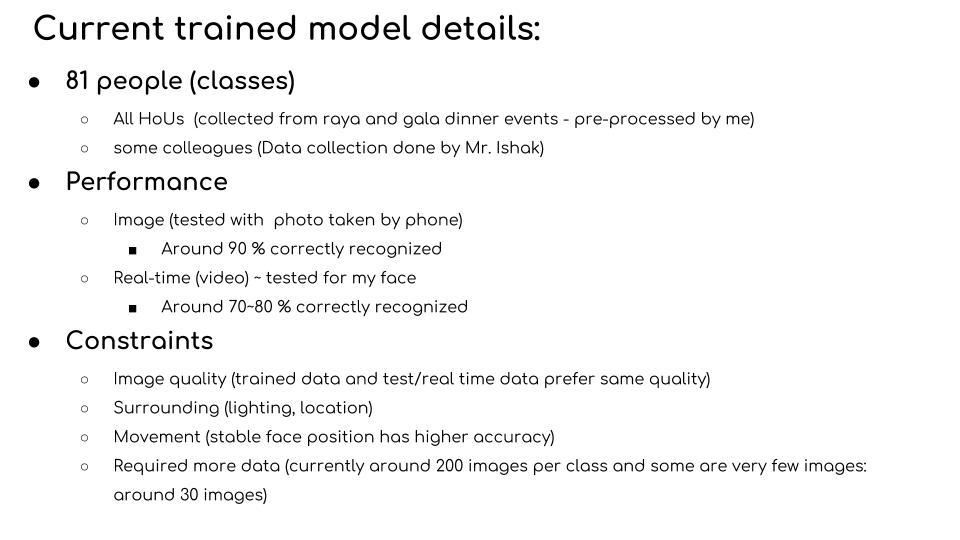 Current trained model details:
● 81 people (classes)
○ All HoUs  (collected from raya and gala dinner events - pre-processed by me)
○ some colleagues (Data collection done by Mr. Ishak)
● Performance
○ Image (tested with  photo taken by phone)
■ Around 90 % correctly recognized
○ Real-time (video) ~ tested for my face
■ Around 70~80 % correctly recognized
● Constraints
○ Image quality (trained data and test/real time data prefer same quality)
○ Surrounding (lighting, location)
○ Movement (stable face position has higher accuracy)
○ Required more data (currently around 200 images per class and some are very few images:
around 30 images)